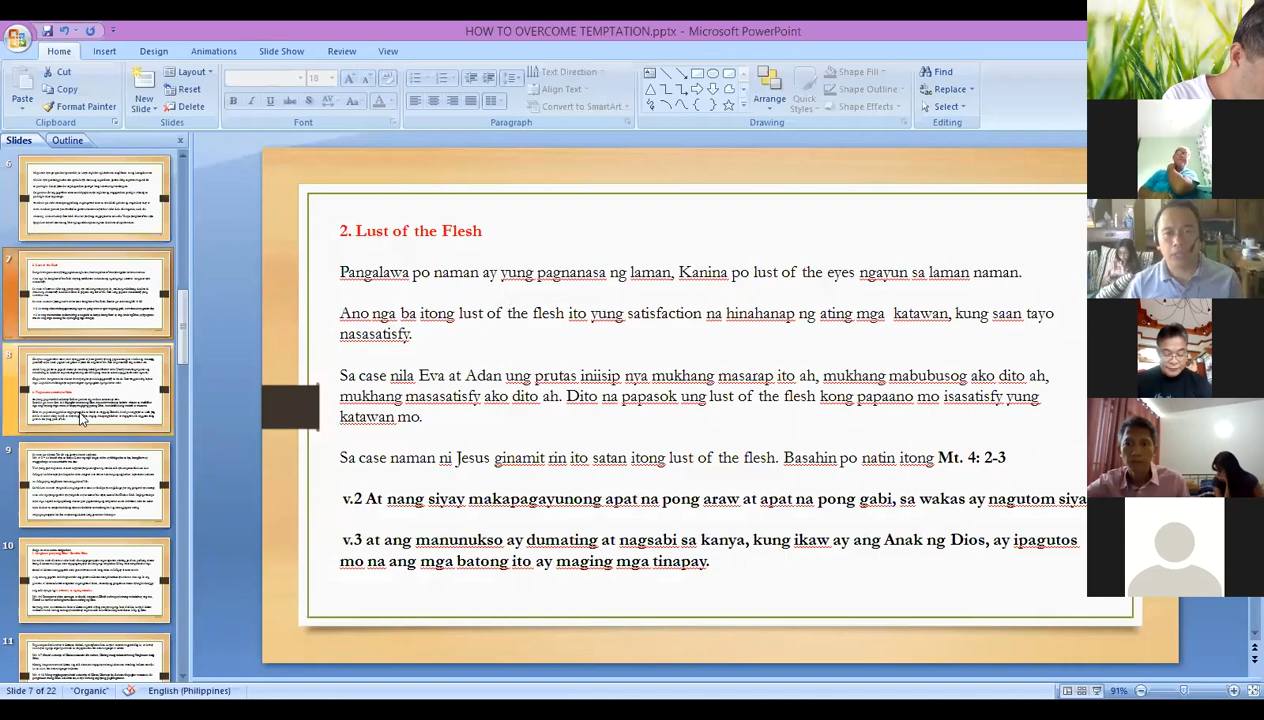 HOW TO OVERCOME TEMPTATION.pptx - Microsoft PowerPoint
Home Insert Design Animations Slide Show Review View
Cut
Copy
Format Painter
Paste
Clipboard
New Slide
Layout
Reset
Delete
Slides
18
Font
Paragraph
Text Direction
Align Text
Convert to SmartArt
Arrange
Quick Styles
Shape Fill
Shape Outline
Shape Effects
Drawing
Find
Replace
Select
Editing
Slides Outline
6
7
8
9
10
11
2. Lust of the Flesh
Pangalawa po naman ay yung pagnanasa ng laman, Kanina po lust of the eyes ngayun sa laman naman.
Ano nga ba itong lust of the flesh ito yung satisfaction na hinahanap ng ating mga katawan, kung saan tayo
nasasatisfy.
Sa case nila Eva at Adan ung prutas iniisip nya mukhang masarap ito ah, mukhang mabubusog ako dito ah,
mukhang masasatisfy ako dito ah. Dito na papasok ung lust of the flesh kong papaano mo isasatisfy yung
katawan mo.
Sa case naman ni Jesus ginamit rin ito satan itong lust of the flesh. Basahin po natin itong Mt. 4: 2-3
v.2 At nang siyay makapagayunong apat na pong araw at apat na pong gabi, sa wakas ay nagutom siya
v.3 at ang manunukso ay dumating at nagsabi sa kanya, kung ikaw ay ang Anak ng Dios, ay ipagutos
mo na ang mga batong ito ay maging mga tinapay.
Slide 7 of 22 "Organic" English (Philippines) 91%